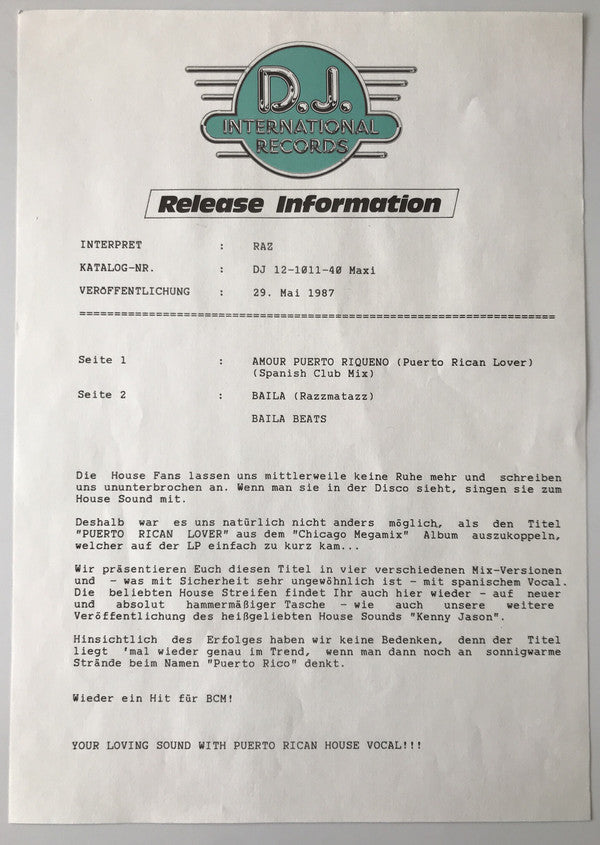 D.J.
INTERNATIONAL
RECORDS
Release Information
INTERPRET : RAZ
KATALOG-NR. : DJ 12-1011-40 Maxi
VERÖFFENTLICHUNG : 29. Mai 1987
====================================================================
Seite 1 : AMOUR PUERTO RIQUENO (Puerto Rican Lover)
(Spanish Club Mix)
Seite 2 : BAILA (Razzmatazz)
BAILA BEATS
Die House Fans lassen uns mittlerweile keine Ruhe mehr und schreiben
uns ununterbrochen an. Wenn man sie in der Disco sieht, singen sie zum
House Sound mit.
Deshalb war es uns natürlich nicht anders möglich, als den Titel
"PUERTO RICAN LOVER" aus dem "Chicago Megamix" Album auszukoppeln,
welcher auf der LP einfach zu kurz kam...
Wir präsentieren Euch diesen Titel in vier verschiedenen Mix-Versionen
und - was mit Sicherheit sehr ungewöhnlich ist - mit spanischem Vocal.
Die beliebten House Streifen findet Ihr auch hier wieder - auf neuer
und absolut hammermäßiger Tasche - wie auch unsere weitere
Veröffentlichung des heißgeliebten House Sounds "Kenny Jason".
Hinsichtlich des Erfolges haben wir keine Bedenken, denn der Titel
liegt 'mal wieder genau im Trend, wenn man dann noch an sonnigwarme
Strände beim Namen "Puerto Rico" denkt.
Wieder ein Hit für BCM!
YOUR LOVING SOUND WITH PUERTO RICAN HOUSE VOCAL!!!